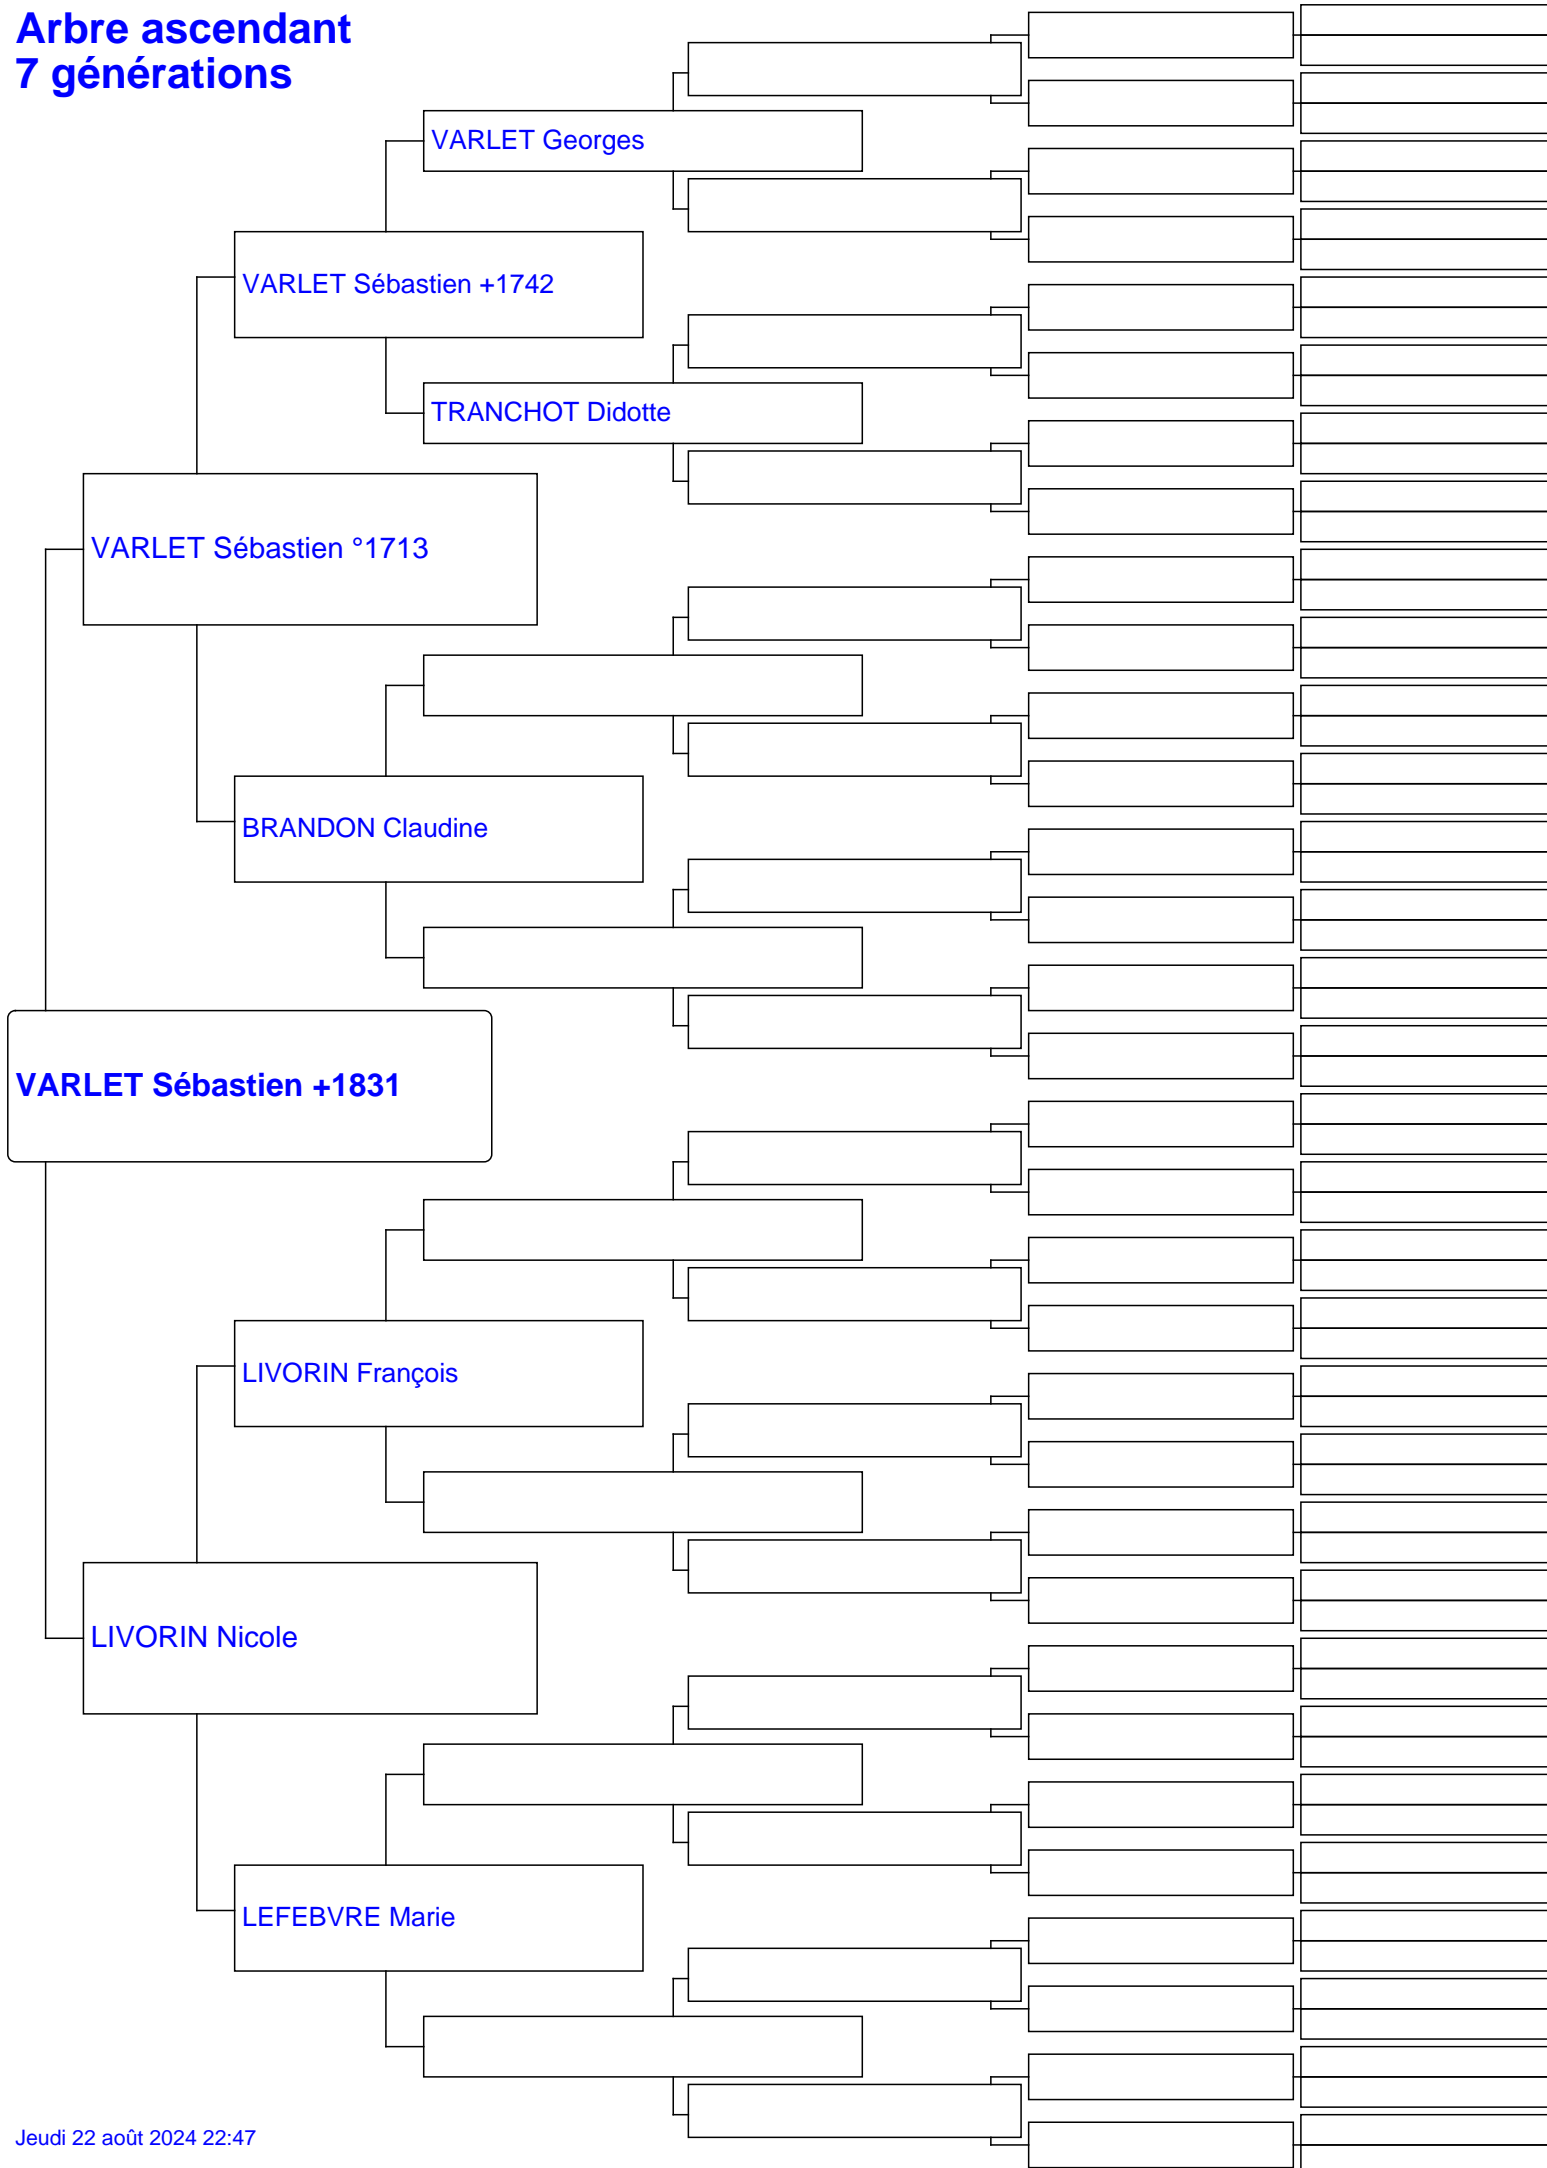 Arbre ascendant
7 générations
VARLET Georges
VARLET Sébastien +1742
TRANCHOT Didotte
VARLET Sébastien °1713
BRANDON Claudine
VARLET Sébastien +1831
LIVORIN François
LIVORIN Nicole
LEFEBVRE Marie
Jeudi 22 août 2024 22:47